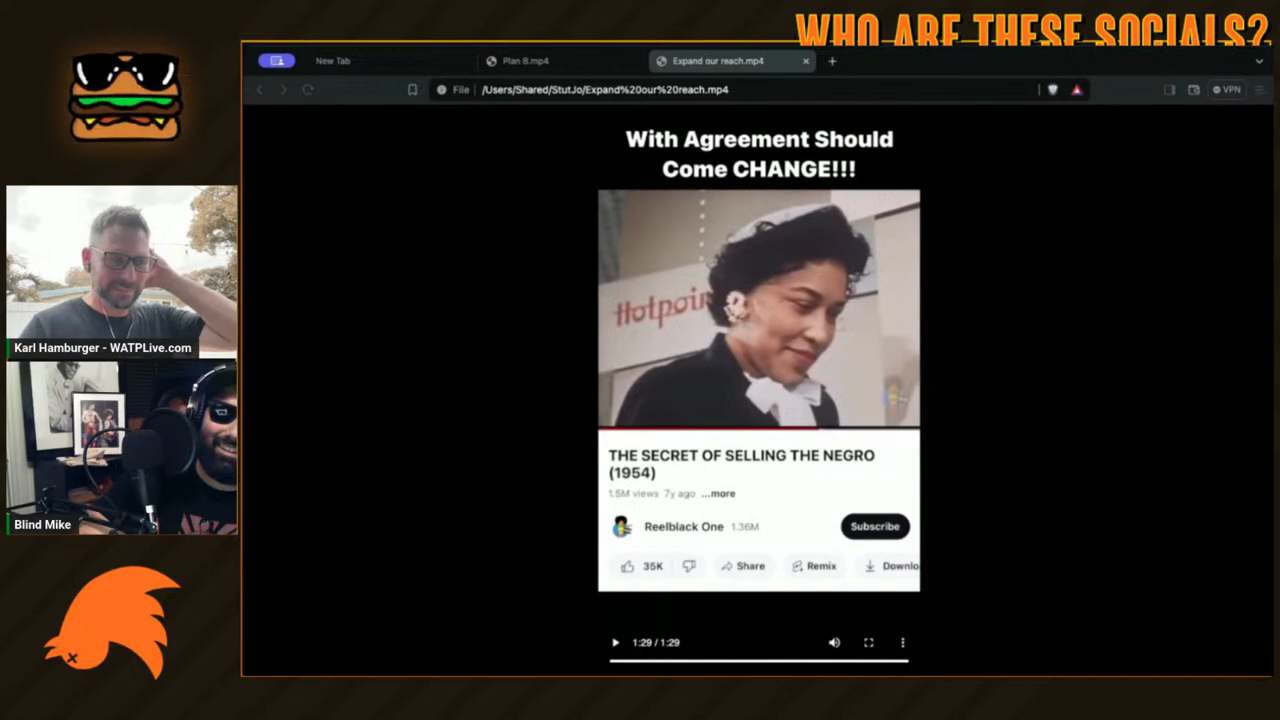 WHO ARE THESE SOCIALS?
New Tab
Plan B.mp4
Expand our reach.mp4
File
/Users/Shared/StutJo/Expand%20our%20reach.mp4
VPN
With Agreement Should
Come CHANGE!!!
Hotpoin
THE SECRET OF SELLING THE NEGRO
(1954)
1.5M views 7y ago ...more
Reelblack One 1.36M
Subscribe
35K
Share
Remix
Downlo
1:29 / 1:29
Karl Hamburger - WATPLive.com
Blind Mike